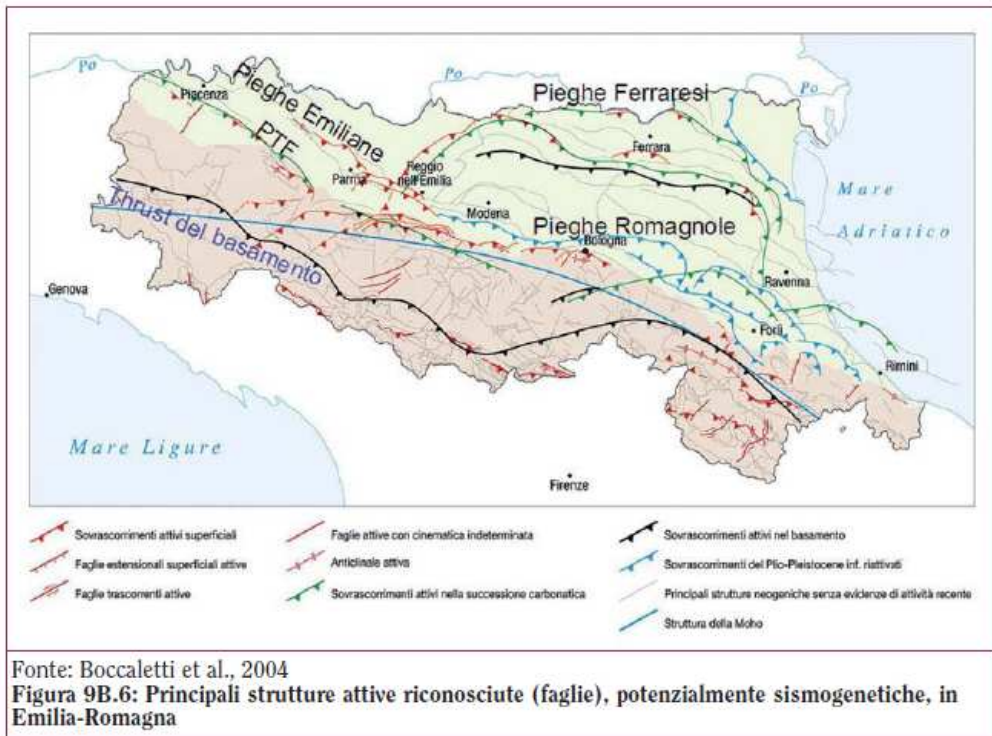 Po
Po
Po
Piacenza
Pieghe Emiliane
Pieghe Ferraresi
PTF
Ferrara
Reggio
nell'Emilia
Parma
Modena
Mare
Adriatico
Pieghe Romagnole
Bologna
Thrust del basamento
Ravenna
Genova
Forlì
Rimini
Mare Ligure
Firenze
Sovrascorrimenti attivi superficiali
Faglie estensionali superficiali attive
Faglie trascorrenti attive
Faglie attive con cinematica indeterminata
Anticlinale attiva
Sovrascorrimenti attivi nella successione carbonatica
Sovrascorrimenti attivi nel basamento
Sovrascorrimenti del Plio-Pleistocene inf. riattivati
Principali strutture neogeniche senza evidenze di attività recente
Struttura della Moho
Fonte: Boccaletti et al., 2004
Figura 9B.6: Principali strutture attive riconosciute (faglie), potenzialmente sismogenetiche, in
Emilia-Romagna